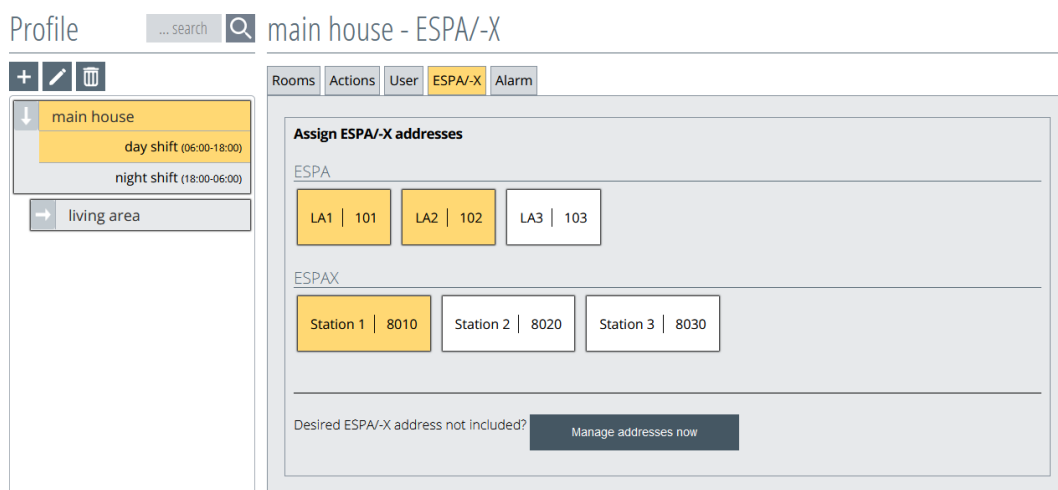 Profile
... search
main house - ESPA/-X
Rooms Actions User ESPA/-X Alarm
main house
day shift (06:00-18:00)
night shift (18:00-06:00)
living area
Assign ESPA/-X addresses
ESPA
LA1 | 101 LA2 | 102 LA3 | 103
ESPAX
Station 1 | 8010 Station 2 | 8020 Station 3 | 8030
Desired ESPA/-X address not included? Manage addresses now